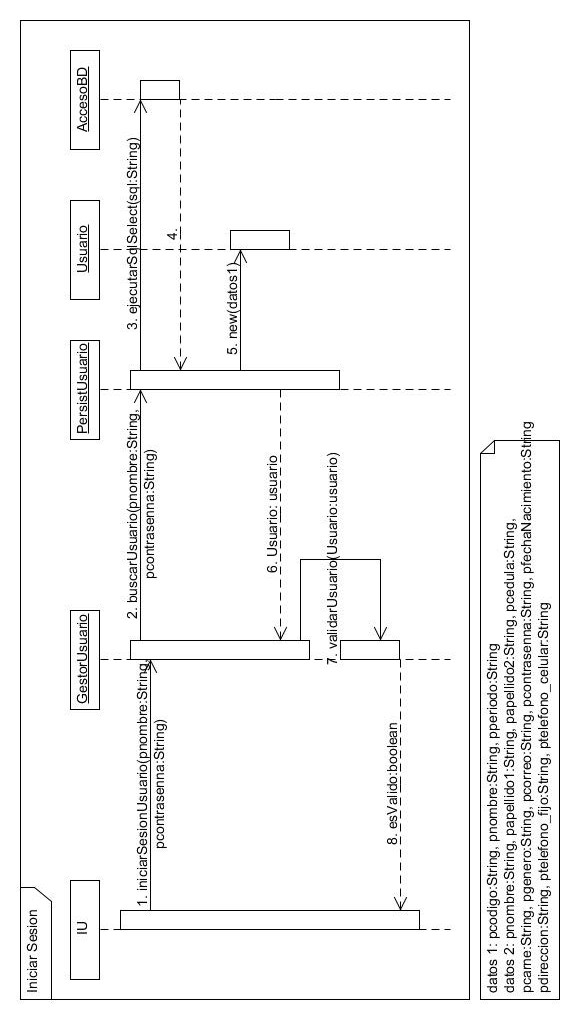 Iniciar Sesion
IU
GestorUsuario
PersistUsuario
Usuario
AccesoBD
1. iniciarSesionUsuario(pnombre:String,
pcontrasenna:String)
2. buscarUsuario(pnombre:String,
pcontrasenna:String)
3. ejecutarSqlSelect(sql:String)
4.
5. new(datos1)
6. Usuario: usuario
7. validarUsuario(Usuario:usuario)
8. esValido:boolean
datos 1: pcodigo:String, pnombre:String, pperiodo:String
datos 2: pnombre:String, papellido1:String, papellido2:String, pcedula:String,
pcarne:String, pgenero:String, pcorreo:String, pcontrasenna:String, pfechaNacimiento:String
pdireccion:String, ptelefono_fijo:String, ptelefono_celular:String